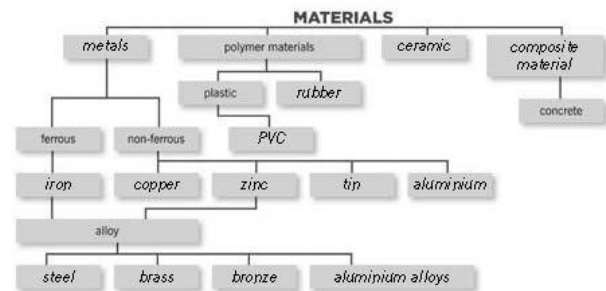 MATERIALS
metals
polymer materials
ceramic
composite
material
plastic
rubber
concrete
ferrous
non-ferrous
PVC
iron
copper
zinc
tin
aluminium
alloy
steel
brass
bronze
aluminium alloys